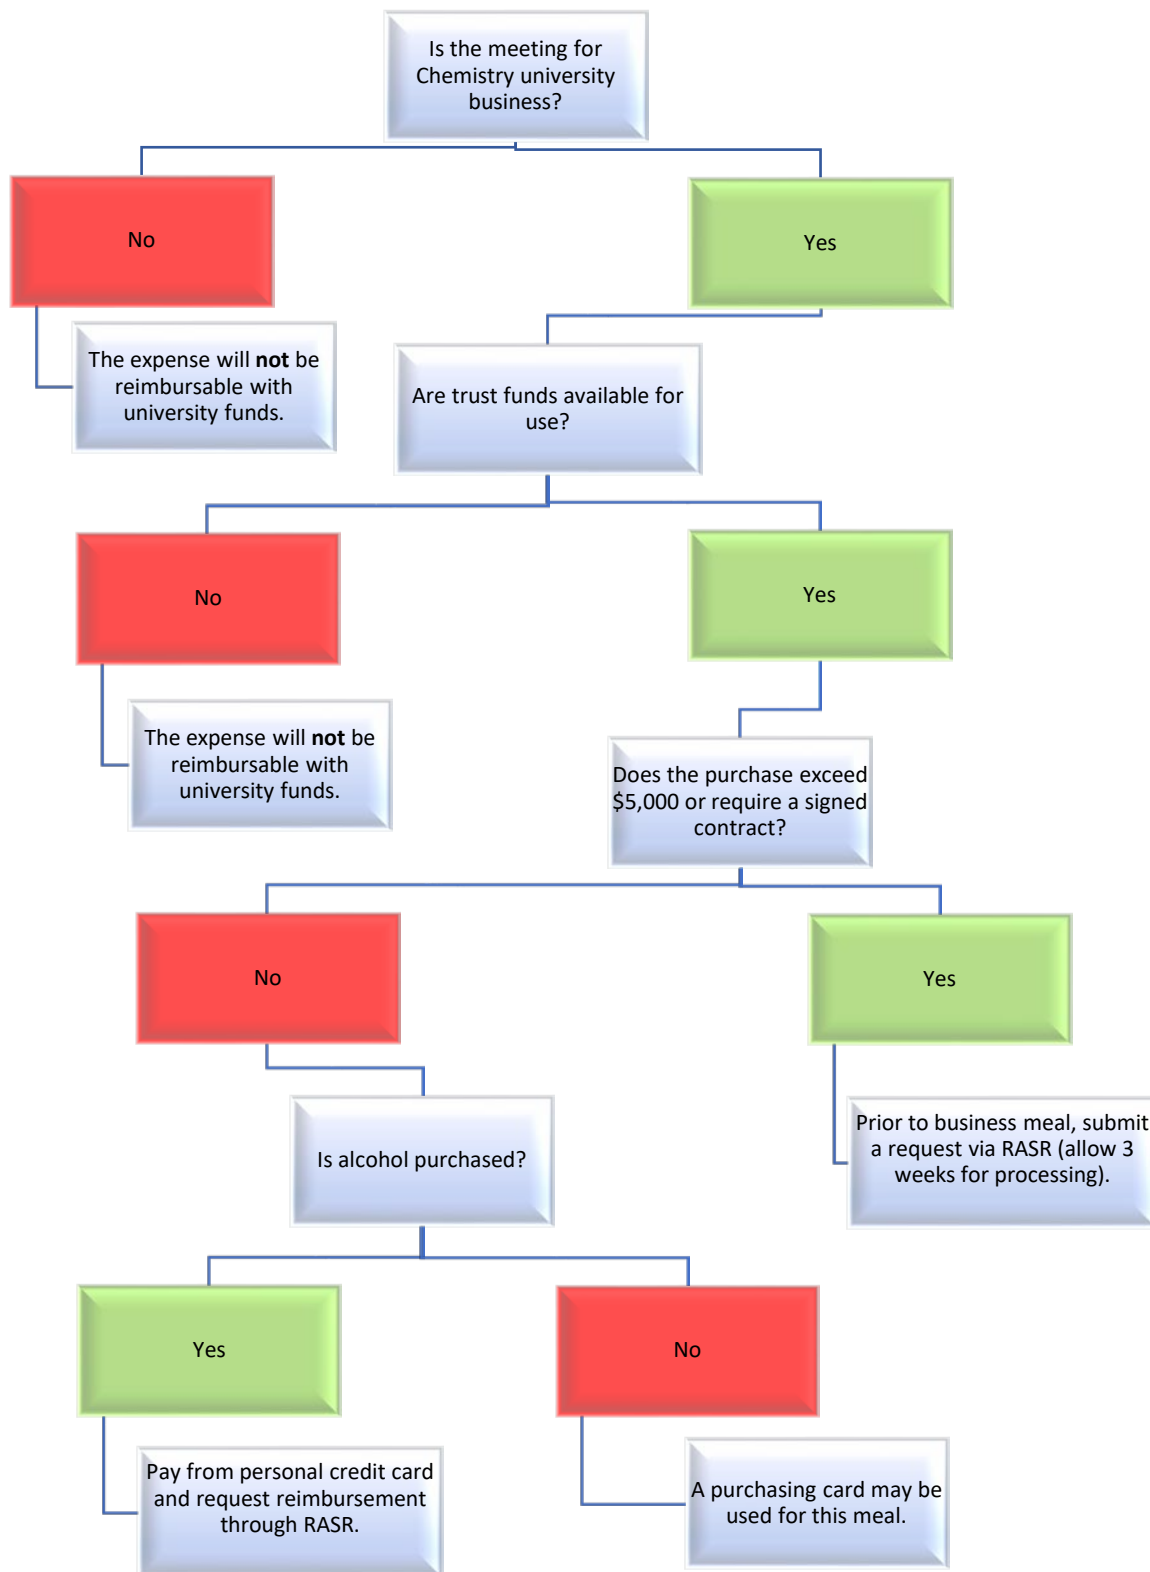 Is the meeting for
Chemistry university
business?
No
Yes
The expense will not be
reimbursable with
university funds.
Are trust funds available for
use?
No
Yes
The expense will not be
reimbursable with
university funds.
Does the purchase exceed
$5,000 or require a signed
contract?
No
Yes
Is alcohol purchased?
Prior to business meal, submit
a request via RASR (allow 3
weeks for processing).
Yes
No
Pay from personal credit card
and request reimbursement
through RASR.
A purchasing card may be
used for this meal.